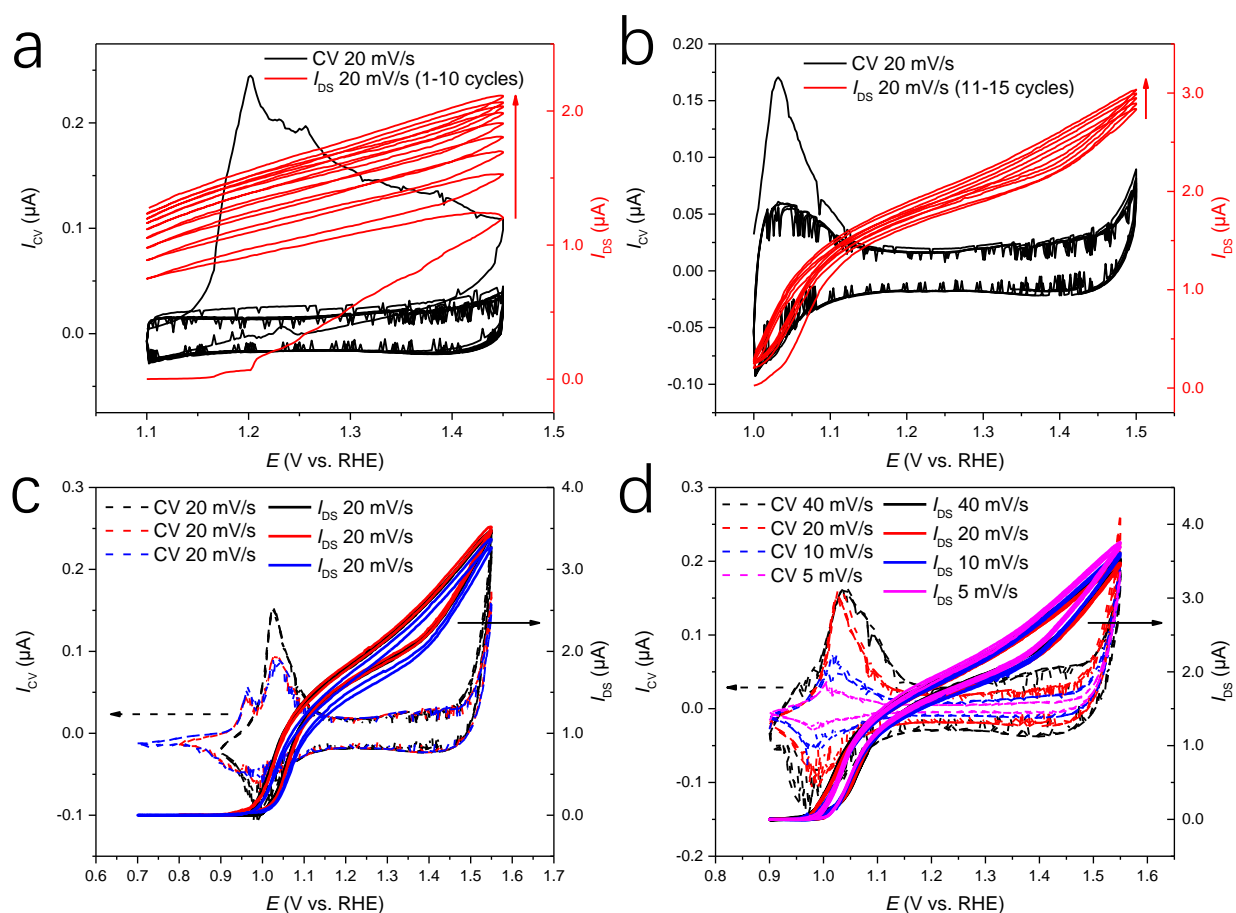 a
CV 20 mV/s
I_DS 20 mV/s (1-10 cycles)
I_CV (μA)
0.2
0.1
0.0
2.0
1.0
0.0
I_DS (μA)
1.1 1.2 1.3 1.4 1.5
E (V vs. RHE)
b
CV 20 mV/s
I_DS 20 mV/s (11-15 cycles)
I_CV (μA)
0.20
0.15
0.10
0.05
0.00
-0.05
-0.10
3.0
2.0
1.0
0.0
I_DS (μA)
1.0 1.1 1.2 1.3 1.4 1.5
E (V vs. RHE)
c
CV 20 mV/s
CV 20 mV/s
CV 20 mV/s
I_DS 20 mV/s
I_DS 20 mV/s
I_DS 20 mV/s
I_CV (μA)
0.3
0.2
0.1
0.0
-0.1
4.0
3.0
2.0
1.0
0.0
I_DS (μA)
0.6 0.7 0.8 0.9 1.0 1.1 1.2 1.3 1.4 1.5 1.6 1.7
E (V vs. RHE)
d
CV 40 mV/s
CV 20 mV/s
CV 10 mV/s
CV 5 mV/s
I_DS 40 mV/s
I_DS 20 mV/s
I_DS 10 mV/s
I_DS 5 mV/s
I_CV (μA)
0.3
0.2
0.1
0.0
-0.1
-0.2
4.0
3.0
2.0
1.0
0.0
I_DS (μA)
0.8 0.9 1.0 1.1 1.2 1.3 1.4 1.5 1.6
E (V vs. RHE)